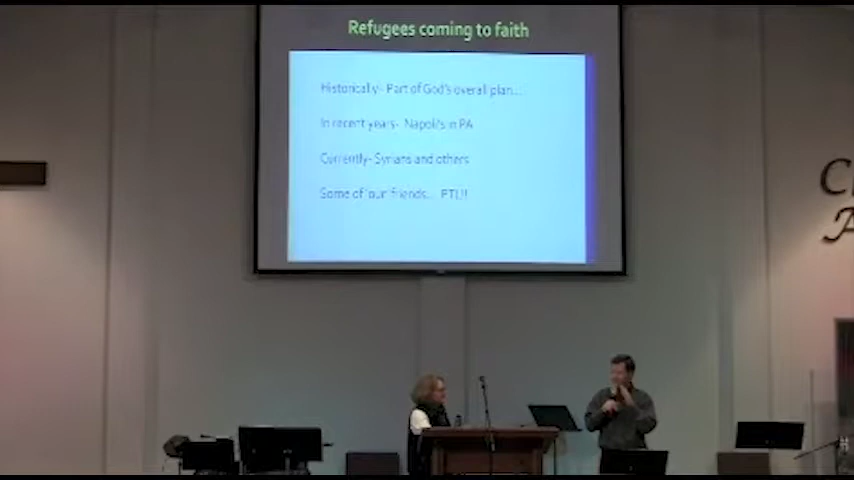 Refugees coming to faith
Historically- Part of God's overall plan...
In recent years- Napoli's in PA
Currently- Syrians and others
Some of 'our' friends... PTL!!